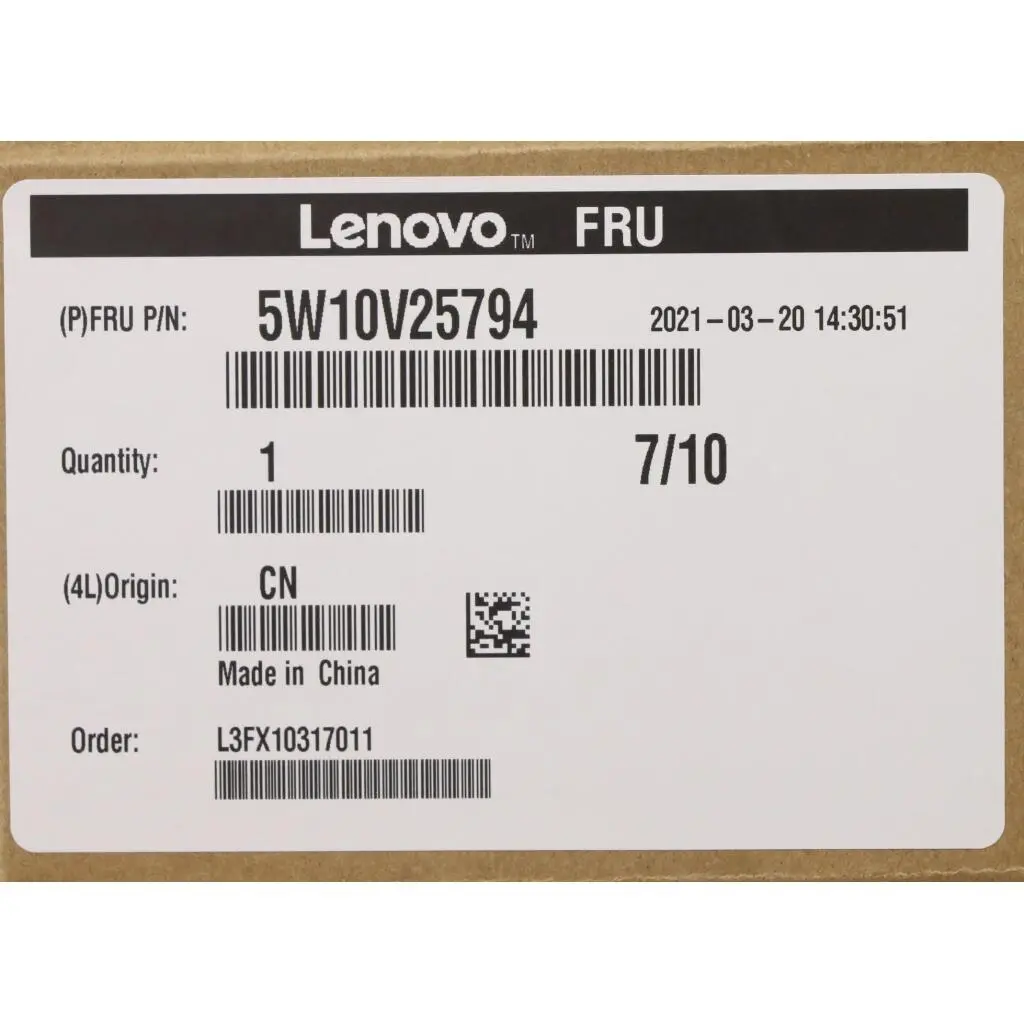 Lenovo™ FRU
(P)FRU P/N: 5W10V25794 2021-03-20 14:30:51
Quantity: 1 7/10
(4L)Origin: CN
Made in China
Order: L3FX10317011